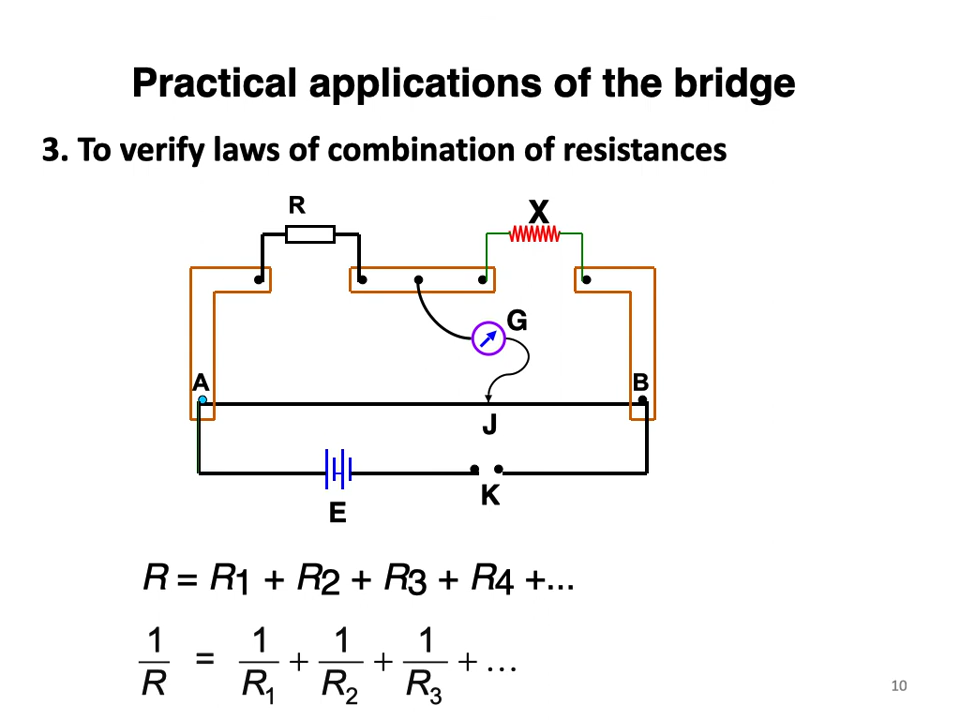 Practical applications of the bridge
3. To verify laws of combination of resistances
R
X
G
A
B
J
K
E
R = R1 + R2 + R3 + R4 +...
1/R = 1/R₁ + 1/R₂ + 1/R₃ + ...
10